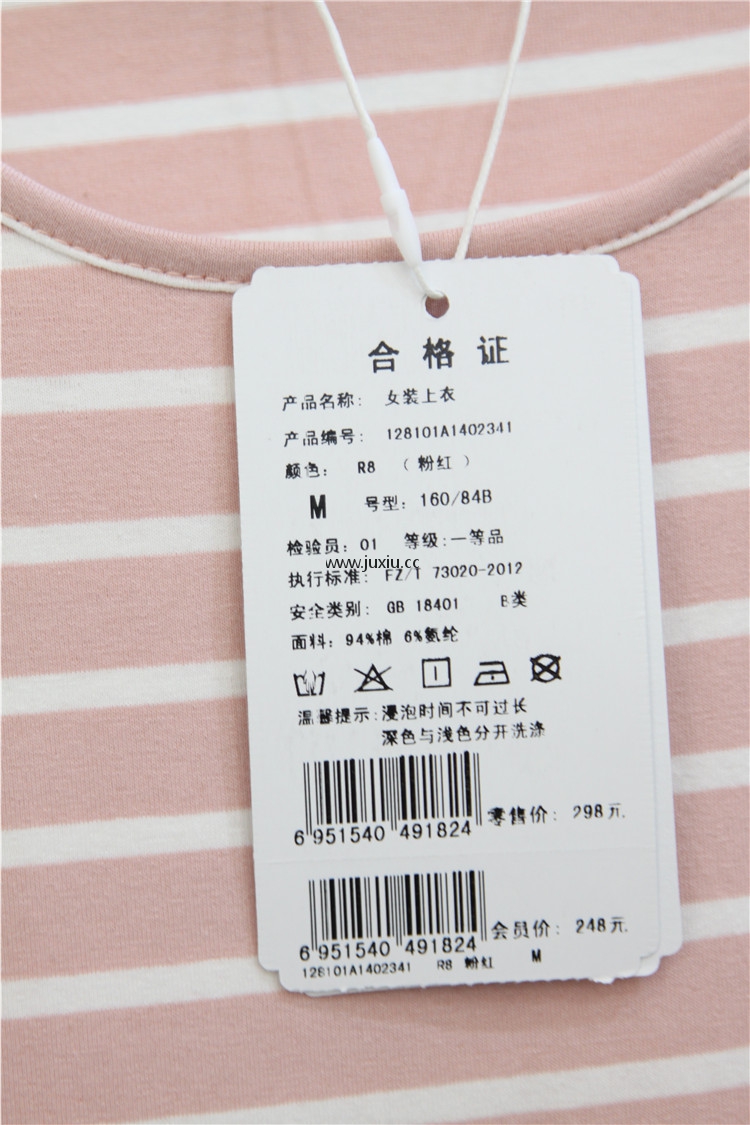 合格证
产品名称: 女装上衣
产品编号: 128101A1402341
颜色: R8 (粉红)
M 号型: 160/84B
检验员: 01 等级:一等品
www.juxiu.cc
执行标准: FZ/T 73020-2012
安全类别: GB 18401 B类
面料: 94%棉 6%氨纶
温馨提示:浸泡时间不可过长
深色与浅色分开洗涤
零售价: 298元.
6 951540 491824
会员价: 248元.
6 951540 491824
128101A1402341 R8 粉红 M